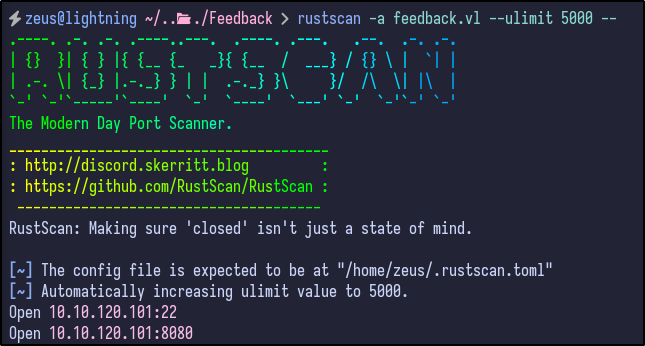 zeus@lightning ~/..../Feedback > rustscan -a feedback.vl --ulimit 5000 --
.----. .-. .-. .----..---.  .----. .---.   .--.  .-. .-.
| {}  }| { } |{ {__ {_   _}{ {__  /  ___} / {} \ |  `| |
| .-. \| {_} |.-._} } | |  .-._} }\     }/  /\  \| |\  |
`-' `-'`-----'`----'  `-'  `----'  `---' `-'  `-'`-' `-'
The Modern Day Port Scanner.
________________________________________
: http://discord.skerritt.blog         :
: https://github.com/RustScan/RustScan :
--------------------------------------
RustScan: Making sure 'closed' isn't just a state of mind.
[~] The config file is expected to be at "/home/zeus/.rustscan.toml"
[~] Automatically increasing ulimit value to 5000.
Open 10.10.120.101:22
Open 10.10.120.101:8080